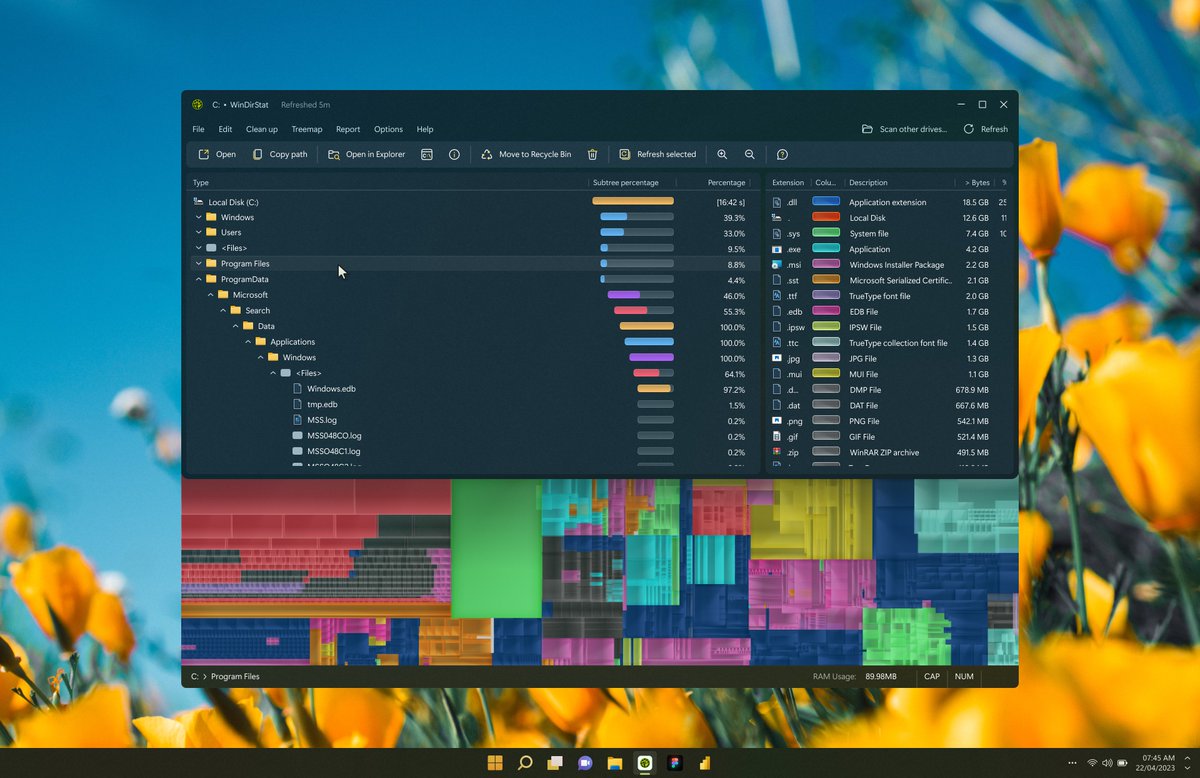 C: • WinDirStat Refreshed 5m
File Edit Clean up Treemap Report Options Help Scan other drives... Refresh
Open Copy path Open in Explorer Move to Recycle Bin Refresh selected
Type Subtree percentage Percentage
Local Disk (C:) [16:42 s]
Windows 39.3%
Users 33.0%
<Files> 9.5%
Program Files 8.8%
ProgramData 4.4%
Microsoft 46.0%
Search 55.3%
Data 100.0%
Applications 100.0%
Windows 100.0%
<Files> 64.1%
Windows.edb 97.2%
tmp.edb 1.5%
MSS.log 0.2%
MSS048CO.log 0.2%
MSSO48C1.log 0.2%
Extension Colu... Description > Bytes %
.dll Application extension 18.5 GB 25
. Local Disk 12.6 GB
.sys System file 7.4 GB
.exe Application 4.2 GB
.msi Windows Installer Package 2.2 GB
.sst Microsoft Serialized Certific... 2.1 GB
.ttf TrueType font file 2.0 GB
.edb EDB File 1.7 GB
.ipsw IPSW File 1.5 GB
.ttc TrueType collection font file 1.4 GB
.jpg JPG File 1.3 GB
.mui MUI File 1.1 GB
.d... DMP File 678.9 MB
.dat DAT File 667.6 MB
.png PNG File 542.1 MB
.gif GIF File 521.4 MB
.zip WinRAR ZIP archive 491.5 MB
C: > Program Files RAM Usage: 89.98MB CAP NUM
07:45 AM
22/04/2023